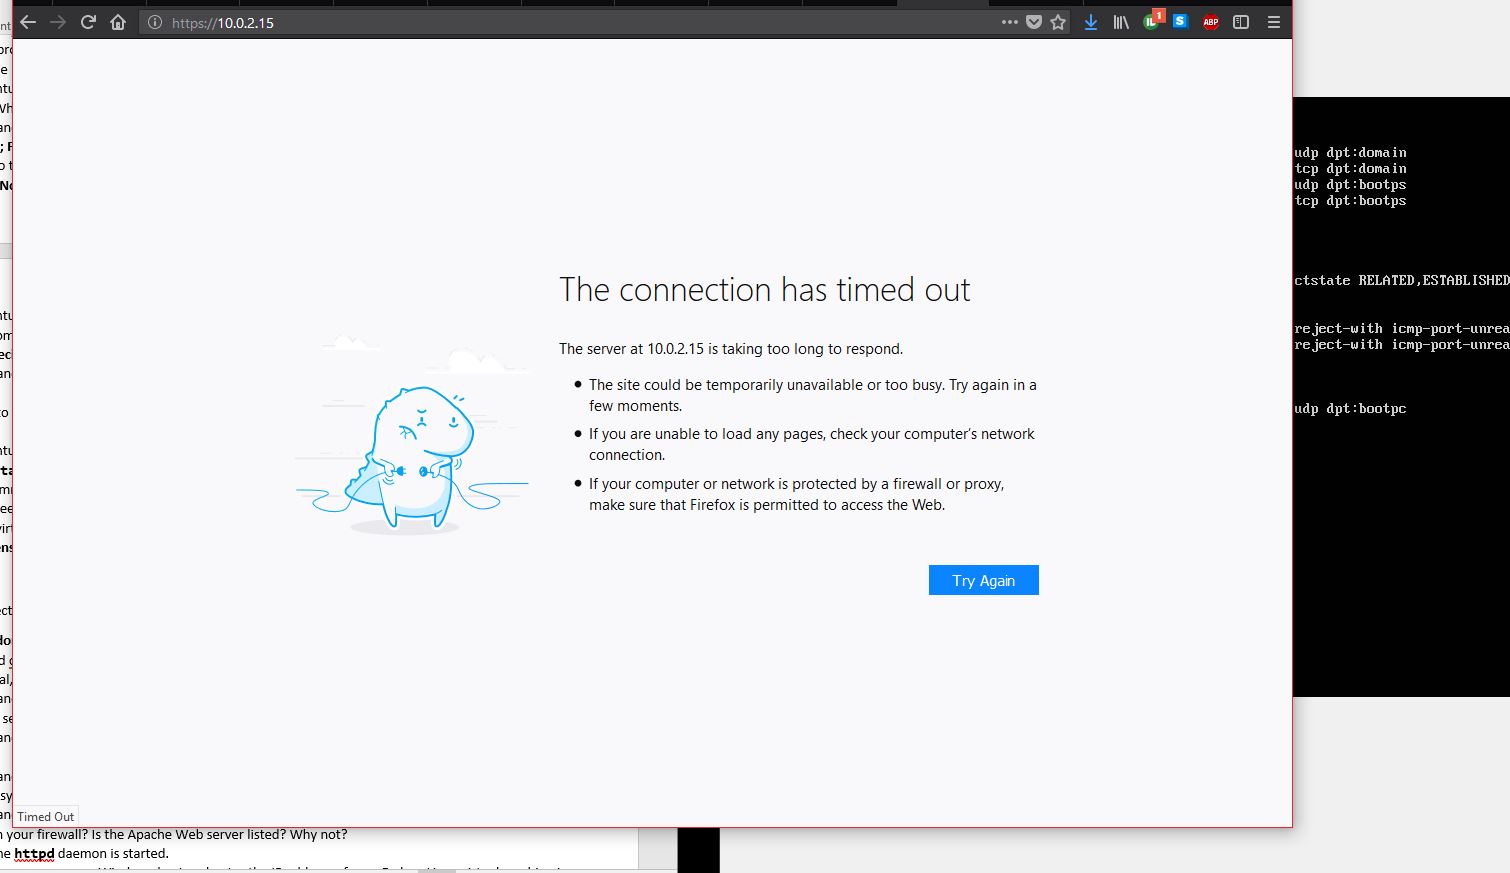 https://10.0.2.15
1
S
ABP
udp dpt:domain
tcp dpt:domain
udp dpt:bootps
tcp dpt:bootps
ctstate RELATED,ESTABLISHED
reject-with icmp-port-unrea
reject-with icmp-port-unrea
udp dpt:bootpc
The connection has timed out
The server at 10.0.2.15 is taking too long to respond.
The site could be temporarily unavailable or too busy. Try again in a
few moments.
If you are unable to load any pages, check your computer's network
connection.
If your computer or network is protected by a firewall or proxy,
make sure that Firefox is permitted to access the Web.
Try Again
Timed Out
your firewall? Is the Apache Web server listed? Why not?
httpd daemon is started.